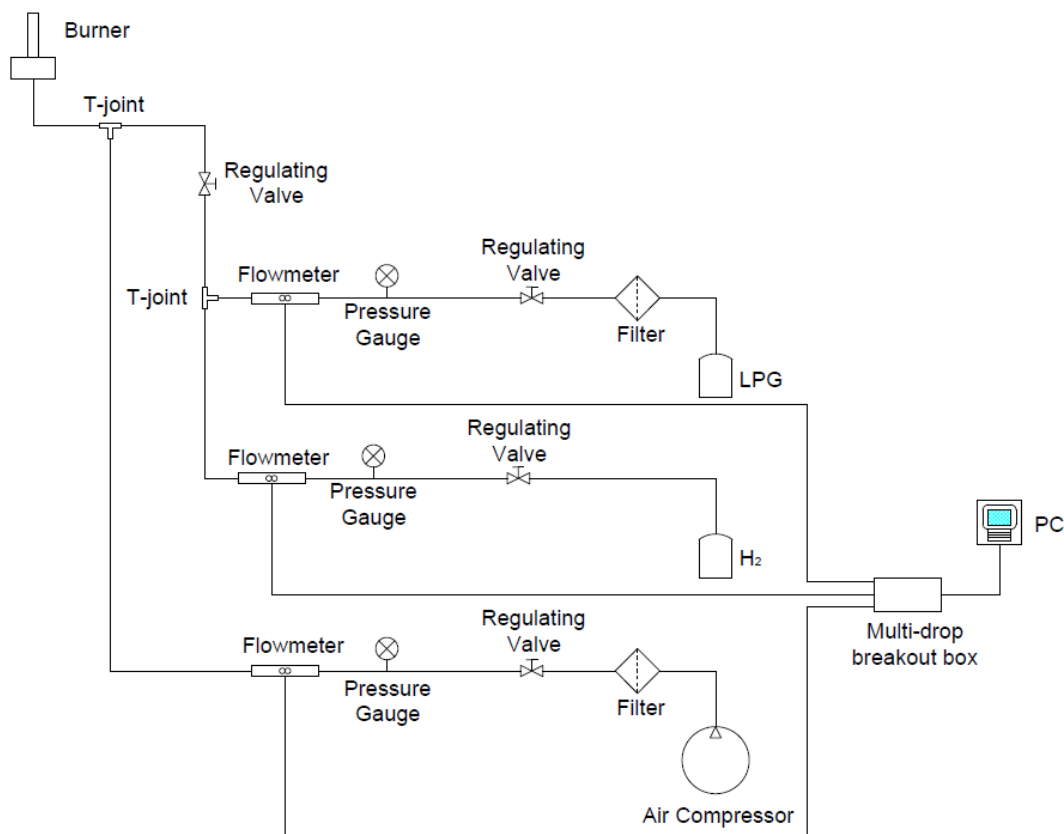 Burner
T-joint
Regulating
Valve
Regulating
Valve
Flowmeter
T-joint
Pressure
Gauge
Filter
LPG
Regulating
Valve
Flowmeter
Pressure
Gauge
H₂
PC
Multi-drop
breakout box
Regulating
Valve
Flowmeter
Pressure
Gauge
Filter
Air Compressor